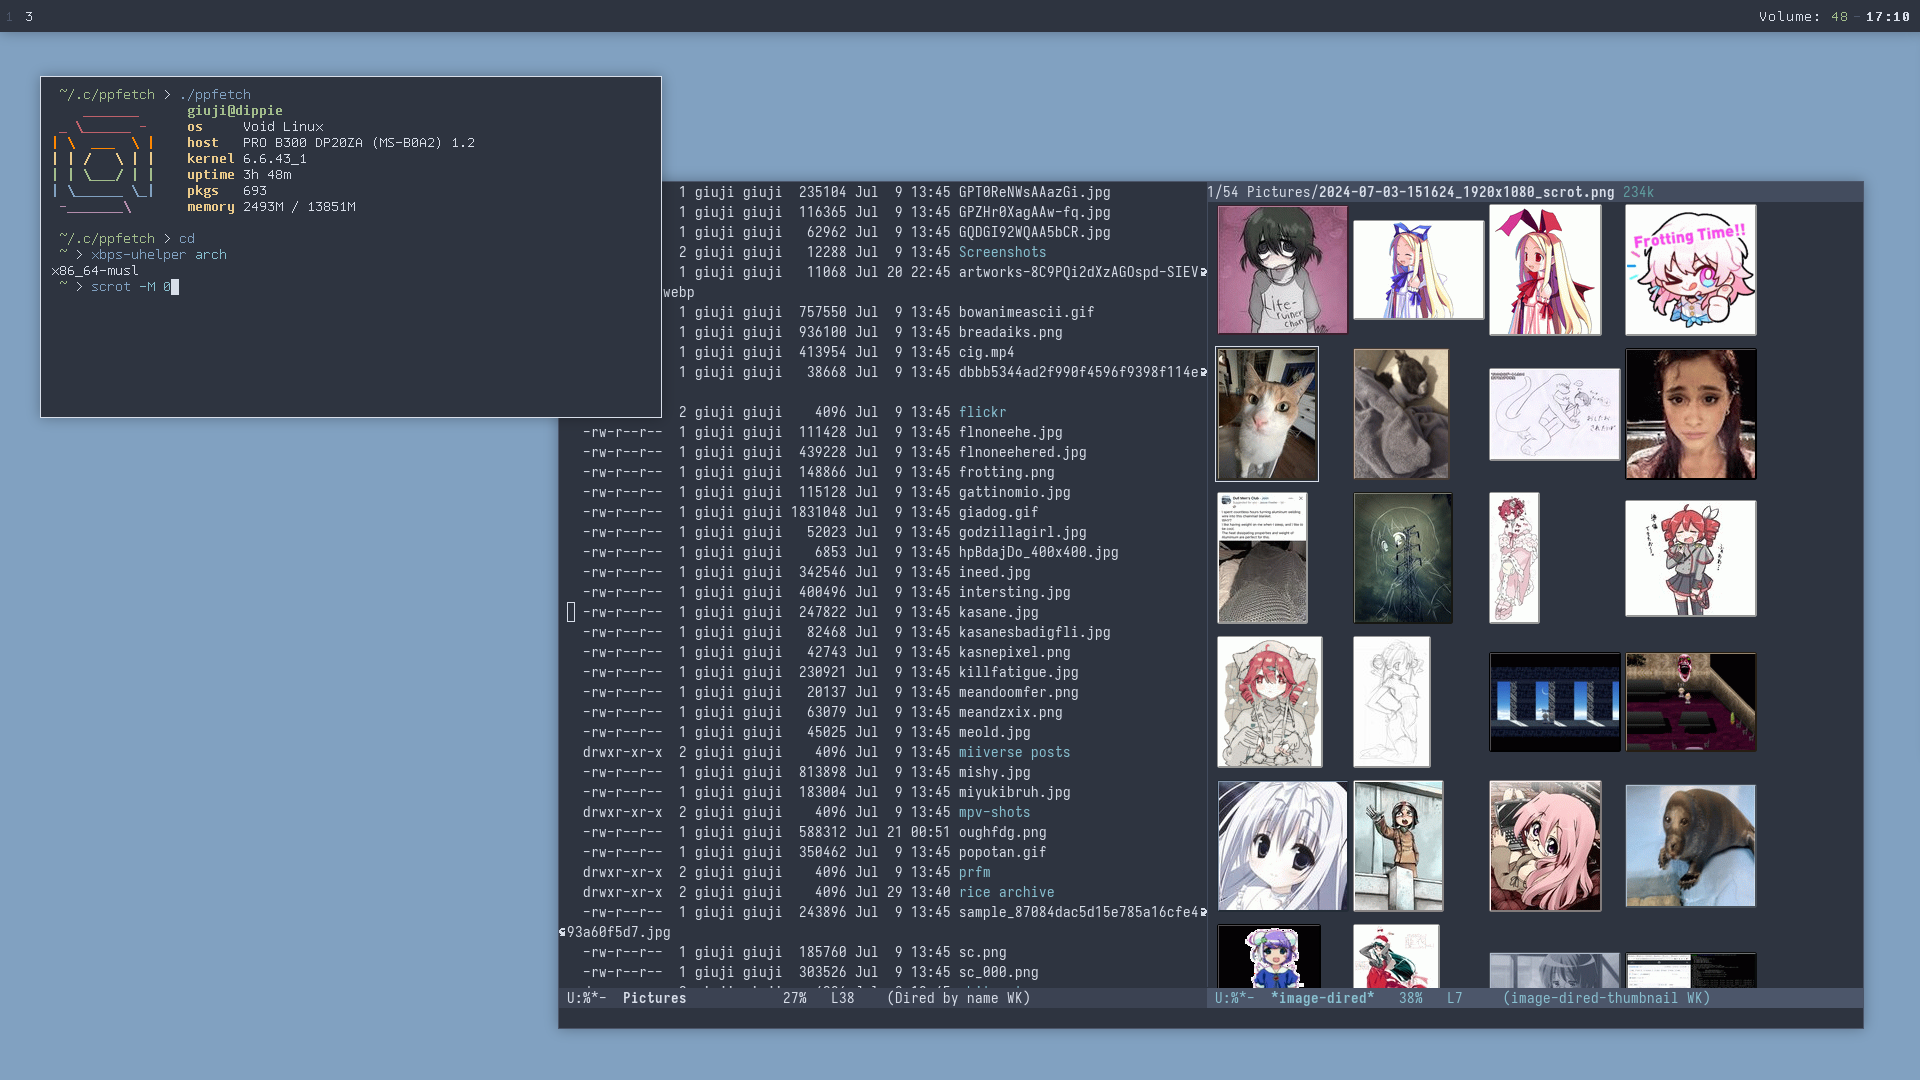 1 3
Volume: 48 - 17:10
~/.c/ppfetch > ./ppfetch
giuji@dippie
os Void Linux
host PRO B300 DP20ZA (MS-B0A2) 1.2
kernel 6.6.43_1
uptime 3h 48m
pkgs 693
memory 2493M / 13851M
~/.c/ppfetch > cd
~ > xbps-uhelper arch
x86_64-musl
~ > scrot -M 0
1 giuji giuji 235104 Jul 9 13:45 GPT0ReNWsAAazGi.jpg
1 giuji giuji 116365 Jul 9 13:45 GPZHr0XagAAw-fq.jpg
1 giuji giuji 62962 Jul 9 13:45 GQDGI92WQAA5bCR.jpg
2 giuji giuji 12288 Jul 9 13:45 Screenshots
1 giuji giuji 11068 Jul 20 22:45 artworks-8C9PQi2dXzAGOspd-SIEV
webp
1 giuji giuji 757550 Jul 9 13:45 bowanimeascii.gif
1 giuji giuji 936100 Jul 9 13:45 breadaiks.png
1 giuji giuji 413954 Jul 9 13:45 cig.mp4
1 giuji giuji 38668 Jul 9 13:45 dbbb5344ad2f990f4596f9398f114e
2 giuji giuji 4096 Jul 9 13:45 flickr
-rw-r--r-- 1 giuji giuji 111428 Jul 9 13:45 flnoneehe.jpg
-rw-r--r-- 1 giuji giuji 439228 Jul 9 13:45 flnoneehered.jpg
-rw-r--r-- 1 giuji giuji 148866 Jul 9 13:45 frotting.png
-rw-r--r-- 1 giuji giuji 115128 Jul 9 13:45 gattinomio.jpg
-rw-r--r-- 1 giuji giuji 1831048 Jul 9 13:45 giadog.gif
-rw-r--r-- 1 giuji giuji 52023 Jul 9 13:45 godzillagirl.jpg
-rw-r--r-- 1 giuji giuji 6853 Jul 9 13:45 hpBdajDo_400x400.jpg
-rw-r--r-- 1 giuji giuji 342546 Jul 9 13:45 ineed.jpg
-rw-r--r-- 1 giuji giuji 400496 Jul 9 13:45 intersting.jpg
-rw-r--r-- 1 giuji giuji 247822 Jul 9 13:45 kasane.jpg
-rw-r--r-- 1 giuji giuji 82468 Jul 9 13:45 kasanesbadigfli.jpg
-rw-r--r-- 1 giuji giuji 42743 Jul 9 13:45 kasnepixel.png
-rw-r--r-- 1 giuji giuji 230921 Jul 9 13:45 killfatigue.jpg
-rw-r--r-- 1 giuji giuji 20137 Jul 9 13:45 meandoomfer.png
-rw-r--r-- 1 giuji giuji 63079 Jul 9 13:45 meandzxix.png
-rw-r--r-- 1 giuji giuji 45025 Jul 9 13:45 meold.jpg
drwxr-xr-x 2 giuji giuji 4096 Jul 9 13:45 miiverse posts
-rw-r--r-- 1 giuji giuji 813898 Jul 9 13:45 mishy.jpg
-rw-r--r-- 1 giuji giuji 183004 Jul 9 13:45 miyukibruh.jpg
drwxr-xr-x 2 giuji giuji 4096 Jul 9 13:45 mpv-shots
-rw-r--r-- 1 giuji giuji 588312 Jul 21 00:51 oughfdg.png
-rw-r--r-- 1 giuji giuji 350462 Jul 9 13:45 popotan.gif
drwxr-xr-x 2 giuji giuji 4096 Jul 9 13:45 prfm
drwxr-xr-x 2 giuji giuji 4096 Jul 29 13:40 rice archive
-rw-r--r-- 1 giuji giuji 243896 Jul 9 13:45 sample_87084dac5d15e785a16cfe4
93a60f5d7.jpg
-rw-r--r-- 1 giuji giuji 185760 Jul 9 13:45 sc.png
-rw-r--r-- 1 giuji giuji 303526 Jul 9 13:45 sc_000.png
U:%*- Pictures 27% L38 (Dired by name WK)
1/54 Pictures/2024-07-03-151624_1920x1080_scrot.png 234k
Life-
ruiner
chan
Frotting Time!!
U:%*- *image-dired* 38% L7 (image-dired-thumbnail WK)